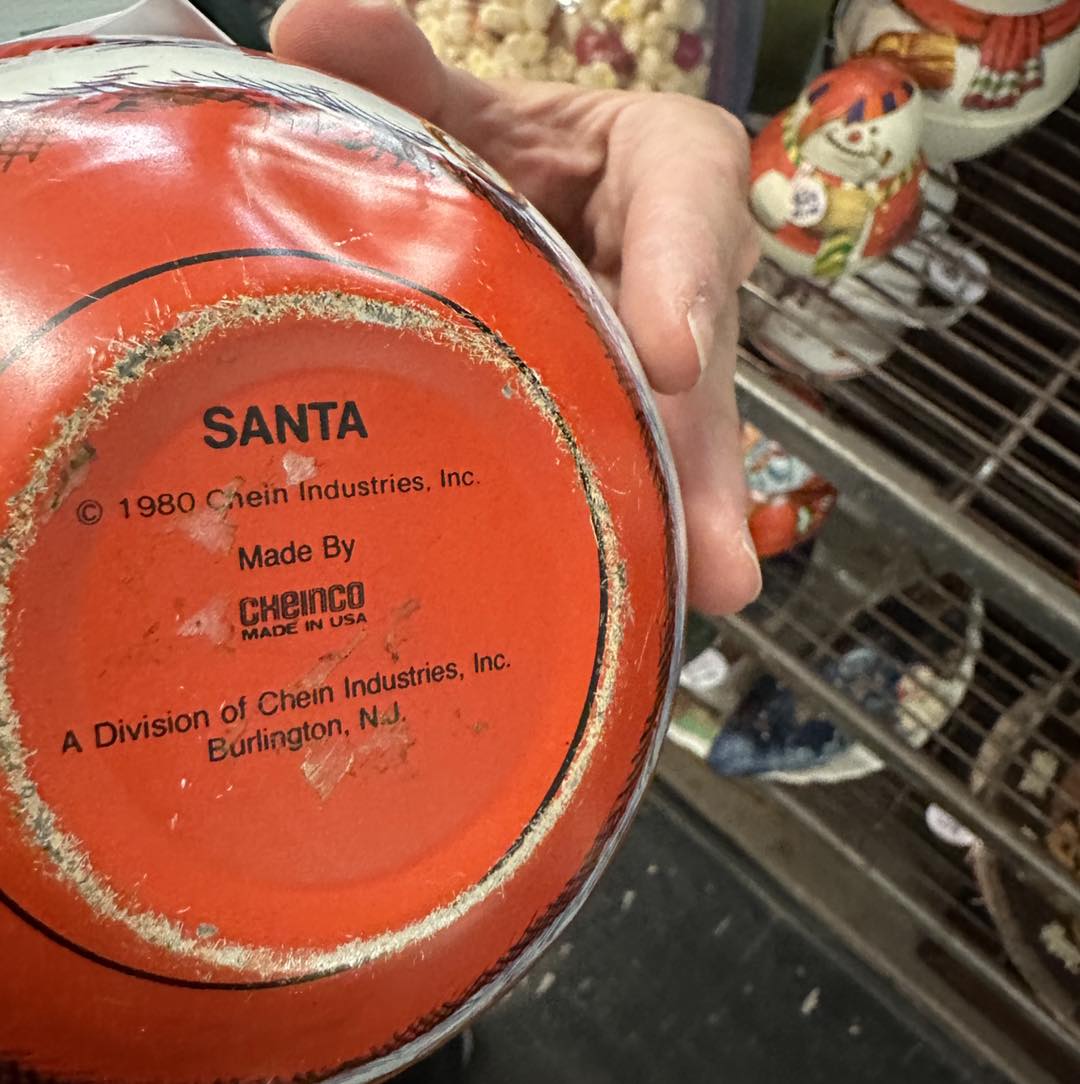 SANTA
© 1980 Chein Industries, Inc.
Made By
CHEINCO
MADE IN USA
A Division of Chein Industries, Inc.
Burlington, N.J.